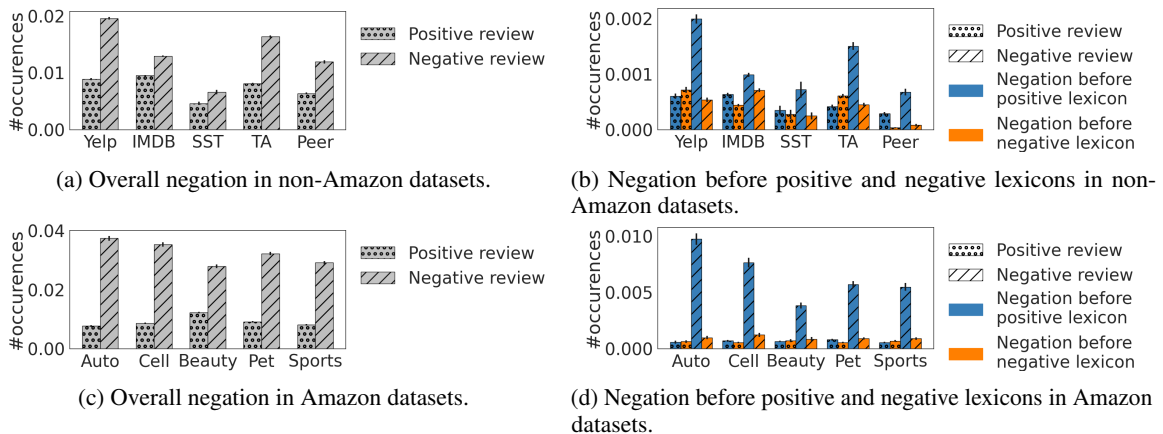 0.02
0.01
0.00
#occurences
Yelp IMDB SST TA Peer
Positive review
Negative review
(a) Overall negation in non-Amazon datasets.
0.002
0.001
0.000
#occurences
Yelp IMDB SST TA Peer
Positive review
Negative review
Negation before
positive lexicon
Negation before
negative lexicon
(b) Negation before positive and negative lexicons in non-
Amazon datasets.
0.04
0.02
0.00
#occurences
Auto Cell Beauty Pet Sports
Positive review
Negative review
(c) Overall negation in Amazon datasets.
0.010
0.005
0.000
#occurences
Auto Cell Beauty Pet Sports
Positive review
Negative review
Negation before
positive lexicon
Negation before
negative lexicon
(d) Negation before positive and negative lexicons in Amazon
datasets.